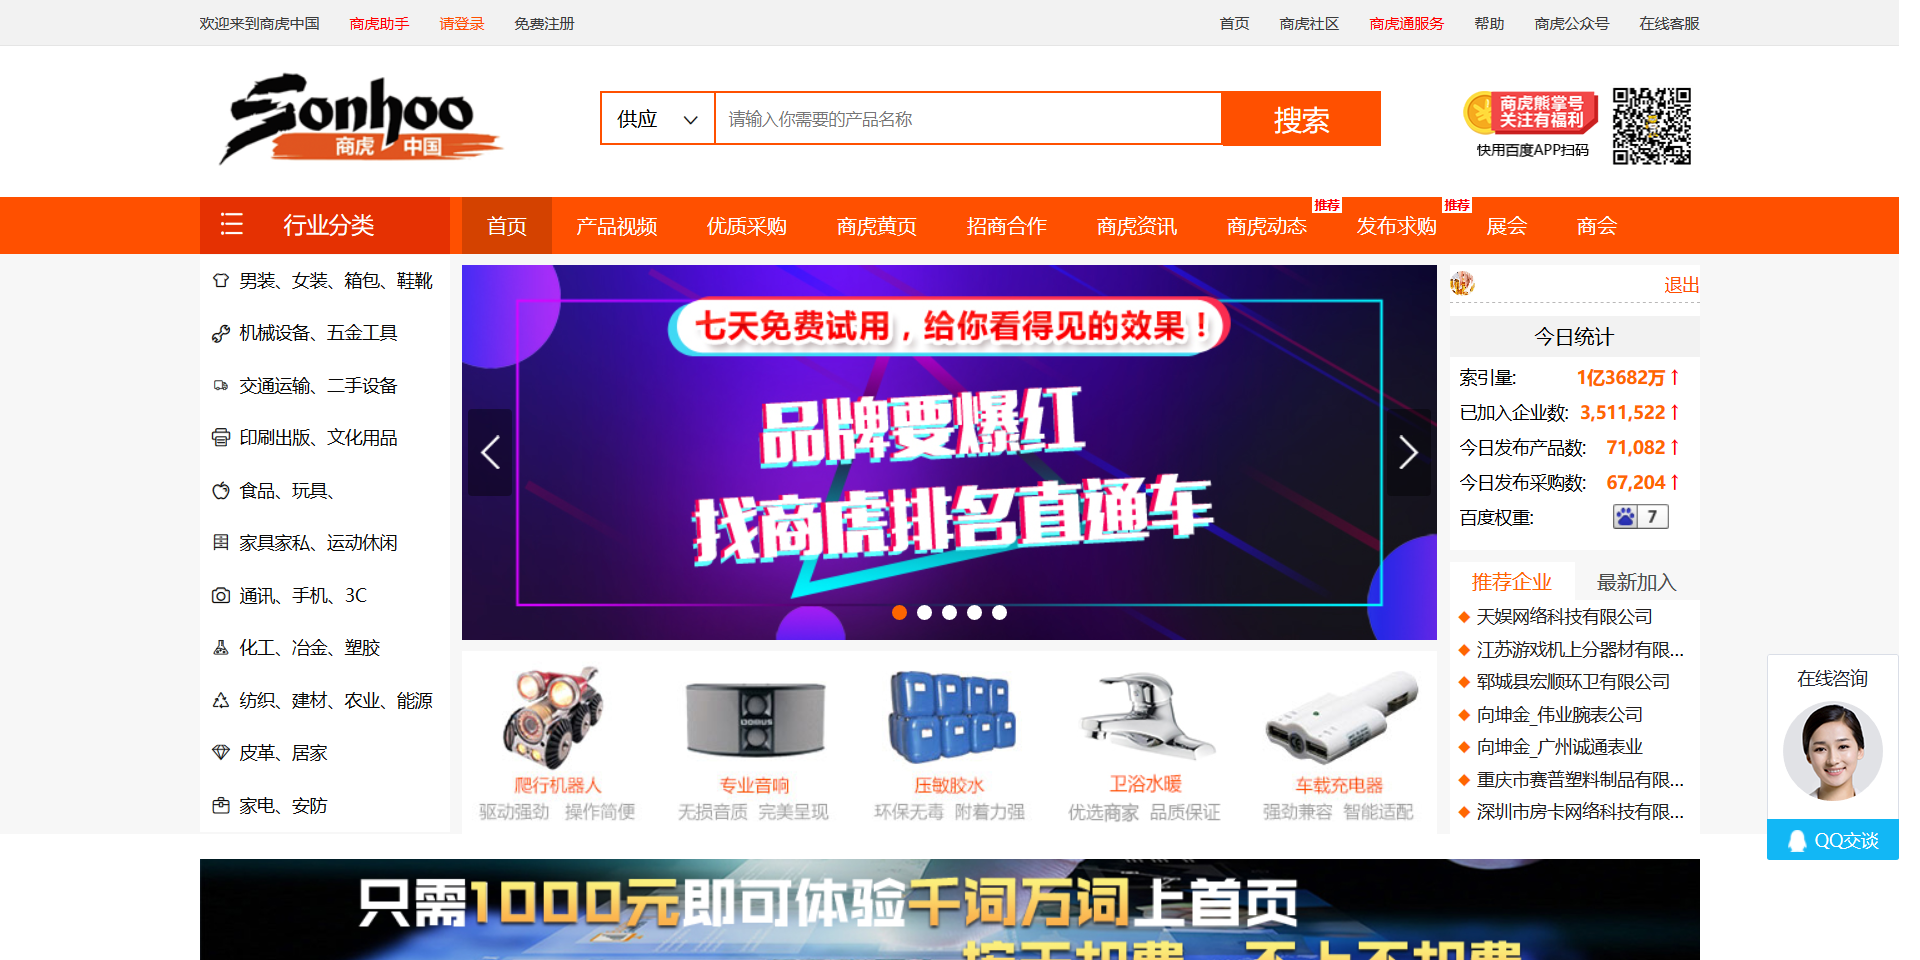 欢迎来到商虎中国 商虎助手 请登录 免费注册 首页 商虎社区 商虎通服务 帮助 商虎公众号 在线客服
Sonhoo
商虎 中国
供应 请输入你需要的产品名称 搜索
商虎熊掌号
关注有福利
快用百度APP扫码
行业分类 首页 产品视频 优质采购 商虎黄页 招商合作 商虎资讯 商虎动态 推荐 发布求购 推荐 展会 商会
男装、女装、箱包、鞋靴
机械设备、五金工具
交通运输、二手设备
印刷出版、文化用品
食品、玩具、
家具家私、运动休闲
通讯、手机、3C
化工、冶金、塑胶
纺织、建材、农业、能源
皮革、居家
家电、安防
七天免费试用，给你看得见的效果！
品牌要爆红
找商虎排名直通车
爬行机器人
驱动强劲 操作简便
DOMUS
专业音响
无损音质 完美呈现
压敏胶水
环保无毒 附着力强
卫浴水暖
优选商家 品质保证
车载充电器
强劲兼容 智能适配
退出
今日统计
索引量: 1亿3682万↑
已加入企业数: 3,511,522↑
今日发布产品数: 71,082↑
今日发布采购数: 67,204↑
百度权重: 7
推荐企业 最新加入
天娱网络科技有限公司
江苏游戏机上分器材有限...
郓城县宏顺环卫有限公司
向坤金_伟业腕表公司
向坤金_广州诚通表业
重庆市赛普塑料制品有限...
深圳市房卡网络科技有限...
在线咨询
QQ交谈
只需1000元即可体验千词万词上首页
按天扣费 不上不扣费